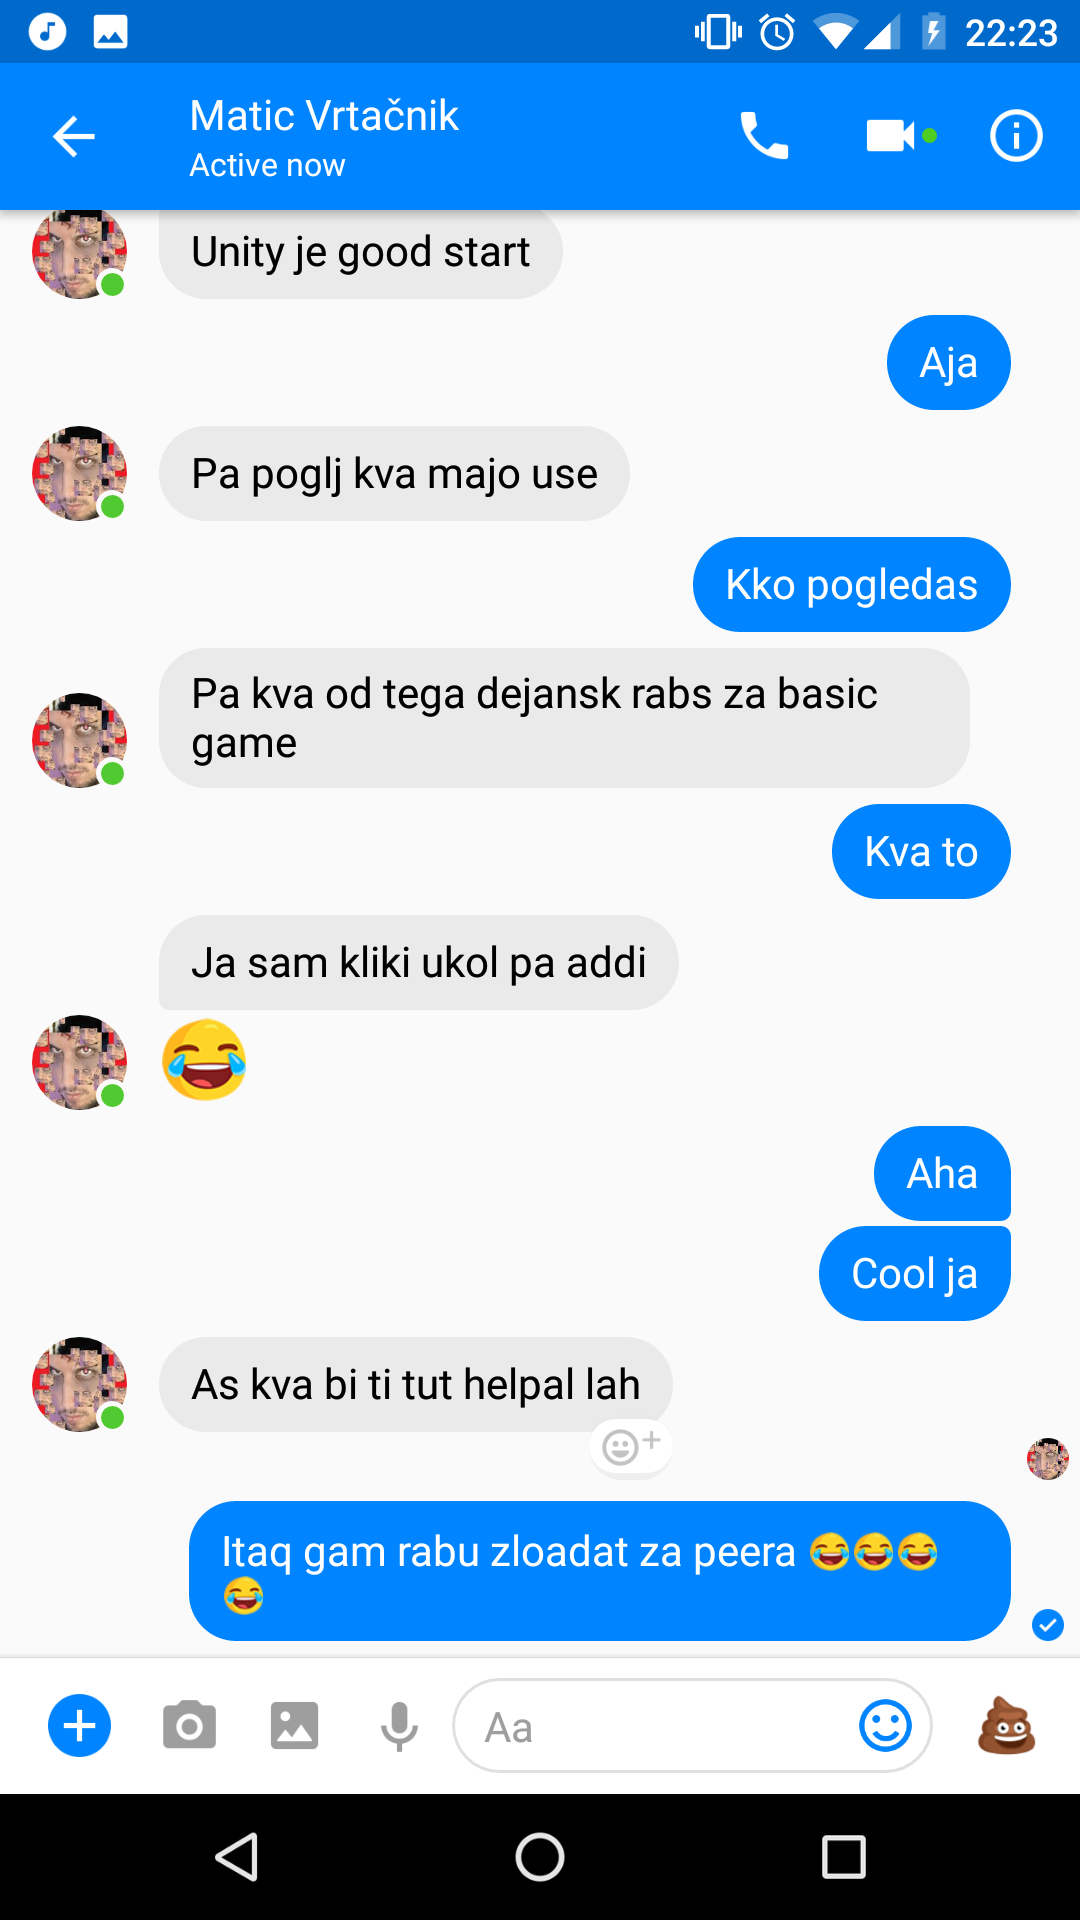 22:23
Matic Vrtačnik
Active now
Unity je good start
Aja
Pa poglj kva majo use
Kko pogledas
Pa kva od tega dejansk rabs za basic
game
Kva to
Ja sam kliki ukol pa addi
😂
Aha
Cool ja
As kva bi ti tut helpal lah
Itaq gam rabu zloadat za peera 😂😂😂
😂
Aa